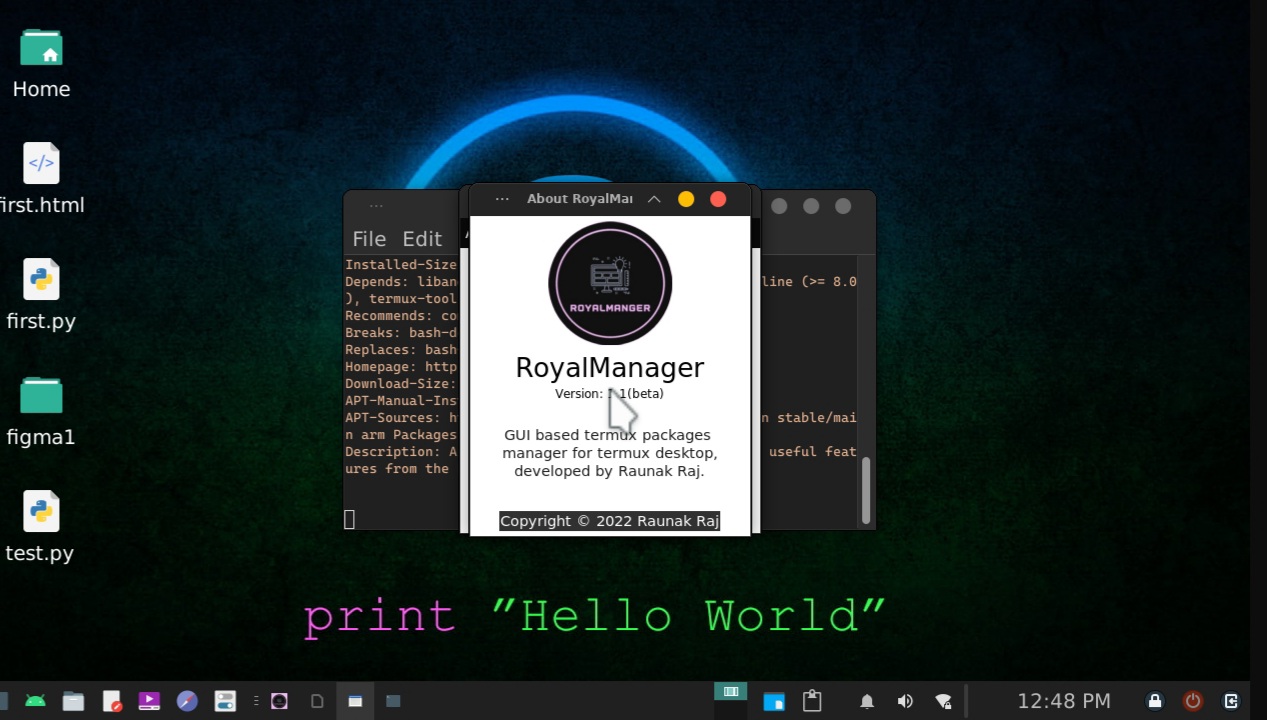 Home
</>
first.html
first.py
figma1
test.py
File Edit
Installed-Size
Depends: liban
line (>= 8.0
), termux-tool
Recommends: co
Breaks: bash-d
Replaces: bash
Homepage: http
Download-Size:
APT-Manual-Ins
APT-Sources: h
n stable/mai
n arm Packages
Description: A
useful feat
ures from the
About RoyalMa
ROYALMANGER
RoyalManager
Version: 1(beta)
GUI based termux packages
manager for termux desktop,
developed by Raunak Raj.
Copyright © 2022 Raunak Raj
print "Hello World"
12:48 PM